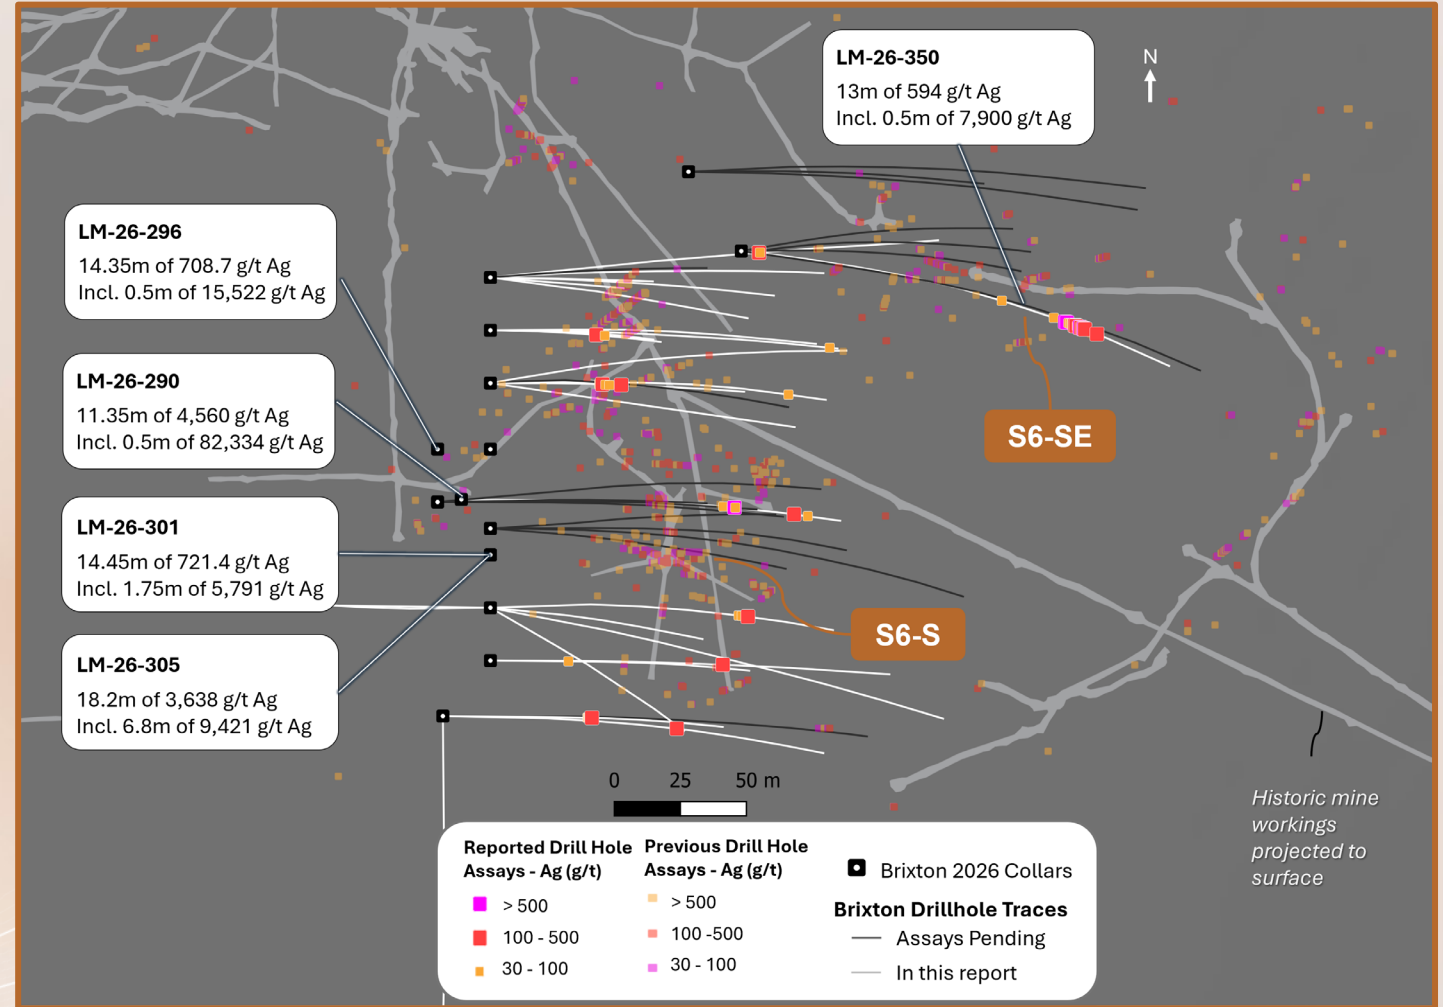 LM-26-350
13m of 594 g/t Ag
Incl. 0.5m of 7,900 g/t Ag
N
LM-26-296
14.35m of 708.7 g/t Ag
Incl. 0.5m of 15,522 g/t Ag
LM-26-290
11.35m of 4,560 g/t Ag
Incl. 0.5m of 82,334 g/t Ag
S6-SE
LM-26-301
14.45m of 721.4 g/t Ag
Incl. 1.75m of 5,791 g/t Ag
S6-S
LM-26-305
18.2m of 3,638 g/t Ag
Incl. 6.8m of 9,421 g/t Ag
0 25 50 m
Historic mine
workings
projected to
surface
Reported Drill Hole
Assays - Ag (g/t)
> 500
100 - 500
30 - 100
Previous Drill Hole
Assays - Ag (g/t)
> 500
100 -500
30 - 100
Brixton 2026 Collars
Brixton Drillhole Traces
Assays Pending
In this report